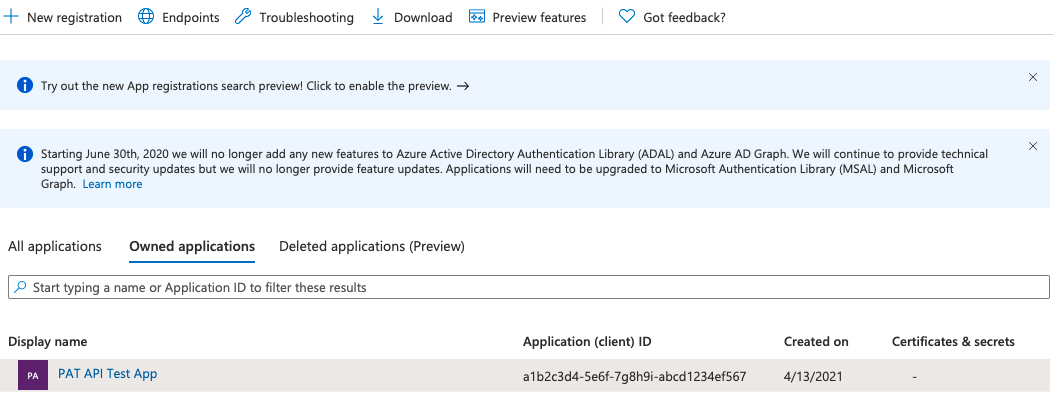 New registration Endpoints Troubleshooting Download Preview features Got feedback?
Try out the new App registrations search preview! Click to enable the preview. →
Starting June 30th, 2020 we will no longer add any new features to Azure Active Directory Authentication Library (ADAL) and Azure AD Graph. We will continue to provide technical
support and security updates but we will no longer provide feature updates. Applications will need to be upgraded to Microsoft Authentication Library (MSAL) and Microsoft
Graph. Learn more
All applications Owned applications Deleted applications (Preview)
Start typing a name or Application ID to filter these results
Display name Application (client) ID Created on Certificates & secrets
PA PAT API Test App a1b2c3d4-5e6f-7g8h9i-abcd1234ef567 4/13/2021 -